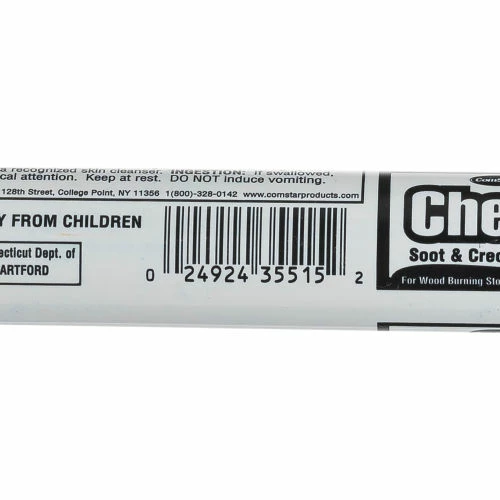 a recognized skin cleanser. INGESTION: If swallowed,
cal attention. Keep at rest. DO NOT induce vomiting.
128th Street, College Point, NY 11356 1(800)-328-0142 www.comstarproducts.com
Y FROM CHILDREN
ecticut Dept. of
ARTFORD
0 24924 35515 2
ComSta
Che
Soot & Creo
For Wood Burning Sto